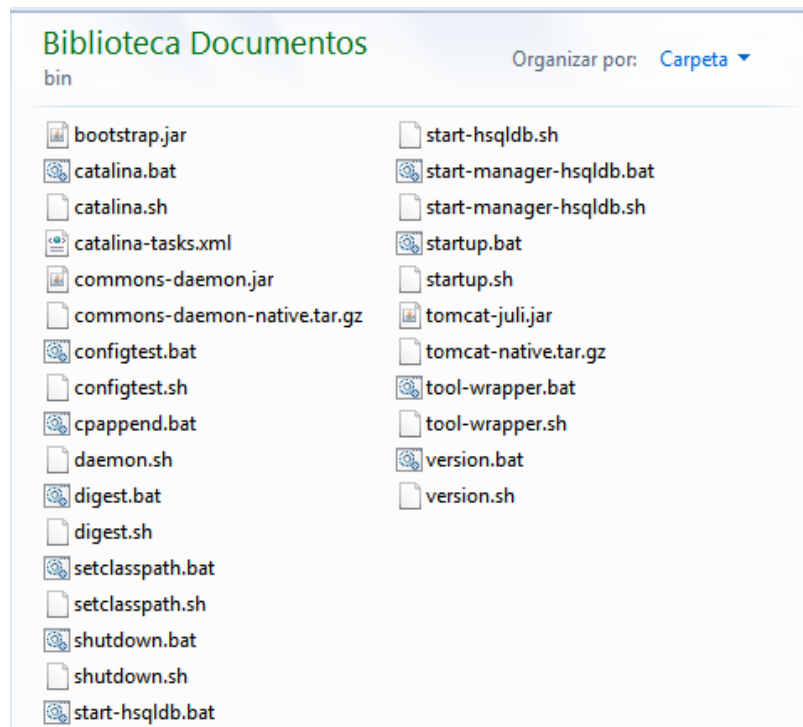 Biblioteca Documentos
bin
Organizar por: Carpeta
bootstrap.jar
catalina.bat
catalina.sh
catalina-tasks.xml
commons-daemon.jar
commons-daemon-native.tar.gz
configtest.bat
configtest.sh
cpappend.bat
daemon.sh
digest.bat
digest.sh
setclasspath.bat
setclasspath.sh
shutdown.bat
shutdown.sh
start-hsqldb.bat
start-hsqldb.sh
start-manager-hsqldb.bat
start-manager-hsqldb.sh
startup.bat
startup.sh
tomcat-juli.jar
tomcat-native.tar.gz
tool-wrapper.bat
tool-wrapper.sh
version.bat
version.sh